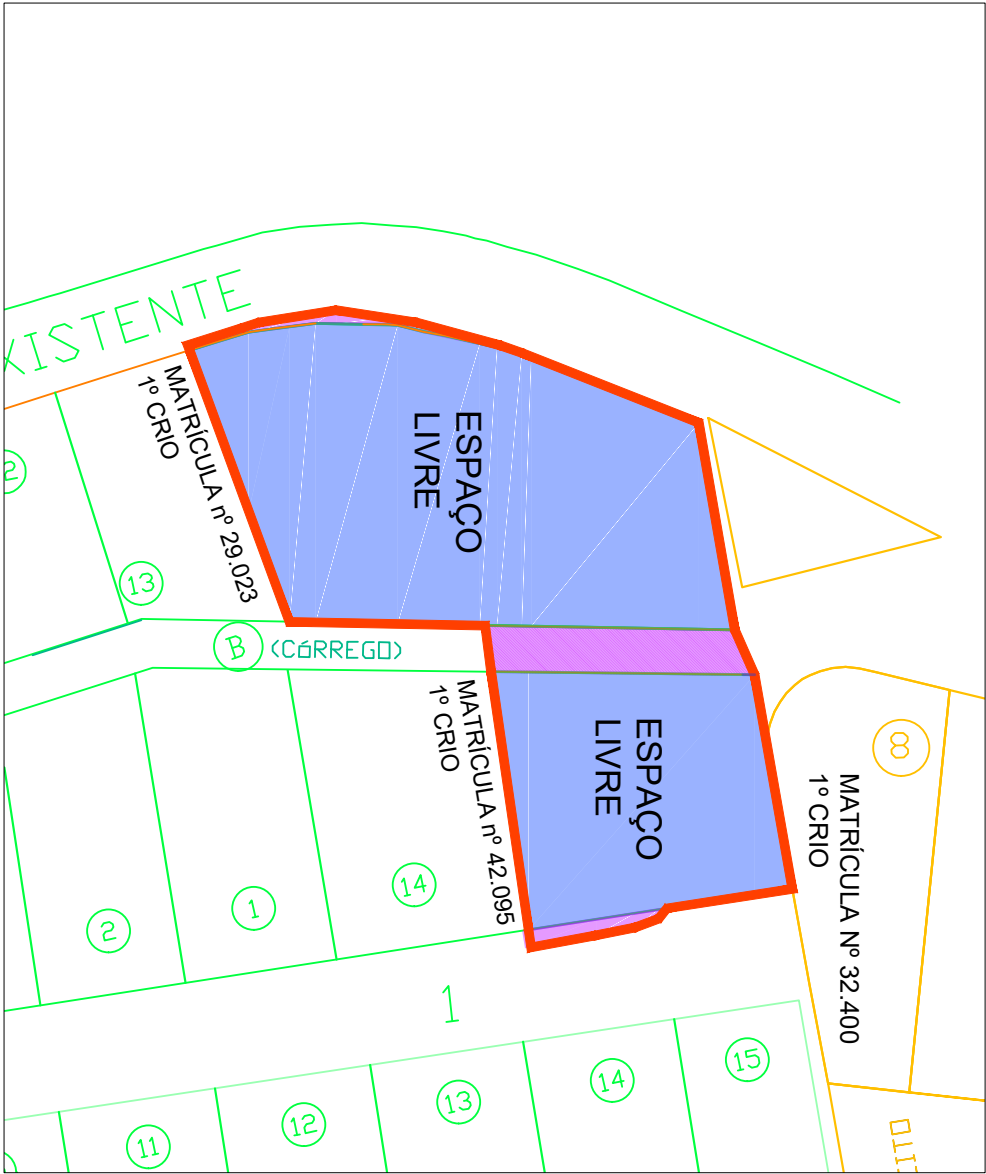 XISTENTE
MATRÍCULA nº 29.023
1º CRIO
ESPAÇO
LIVRE
2
13
B
(CóRREGO)
MATRÍCULA nº 42.095
1º CRIO
ESPAÇO
LIVRE
8
MATRÍCULA Nº 32.400
1º CRIO
2
1
14
1
11
12
13
14
15